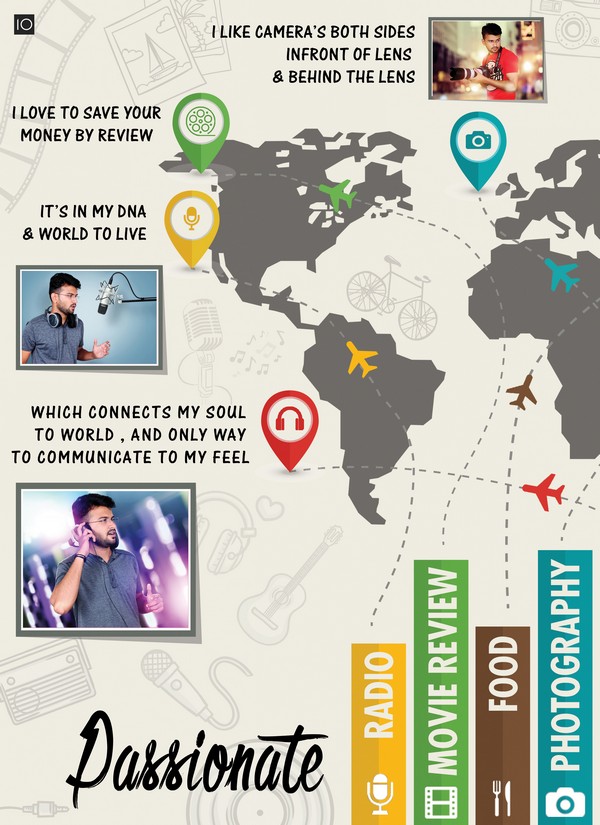 10
I LIKE CAMERA'S BOTH SIDES
INFRONT OF LENS
& BEHIND THE LENS
I LOVE TO SAVE YOUR
MONEY BY REVIEW
IT'S IN MY DNA
& WORLD TO LIVE
WHICH CONNECTS MY SOUL
TO WORLD , AND ONLY WAY
TO COMMUNICATE TO MY FEEL
RADIO
MOVIE REVIEW
FOOD
PHOTOGRAPHY
Passionate